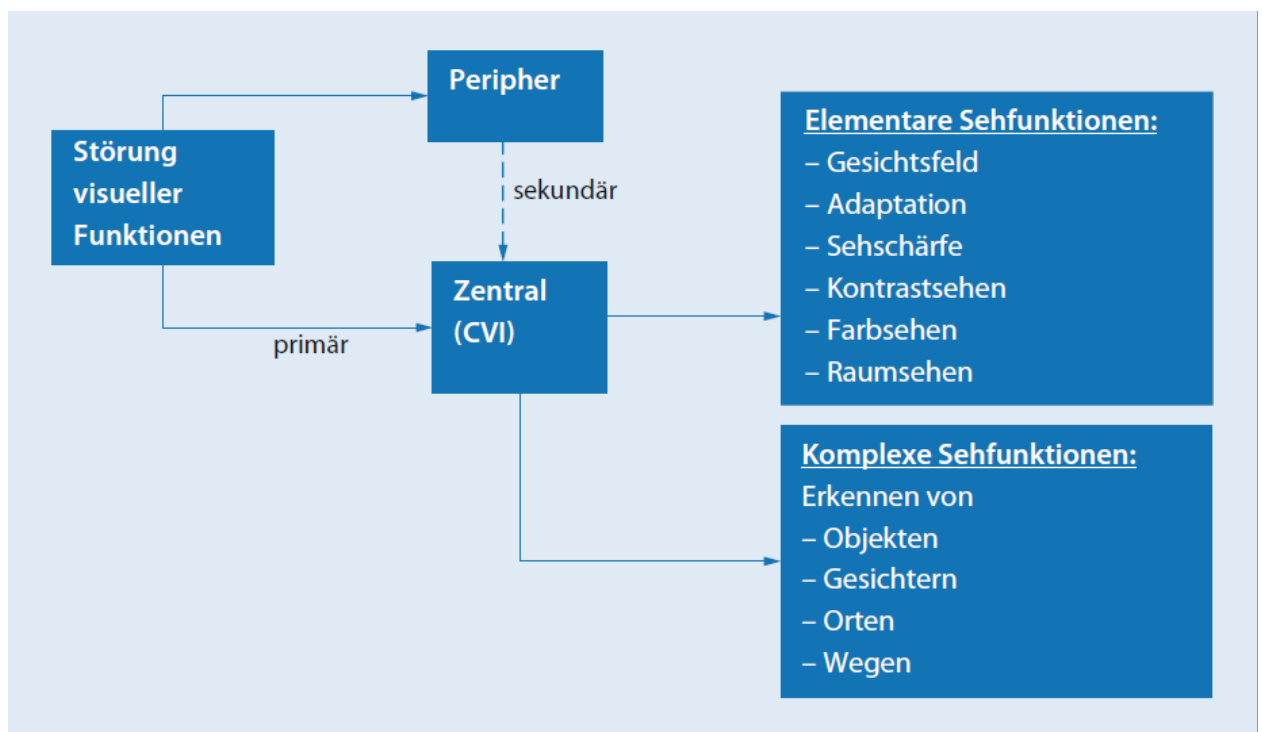 Störung
visueller
Funktionen
Peripher
sekundär
primär
Zentral
(CVI)
Elementare Sehfunktionen:
– Gesichtsfeld
– Adaptation
– Sehschärfe
– Kontrastsehen
– Farbsehen
– Raumsehen
Komplexe Sehfunktionen:
Erkennen von
– Objekten
– Gesichtern
– Orten
– Wegen